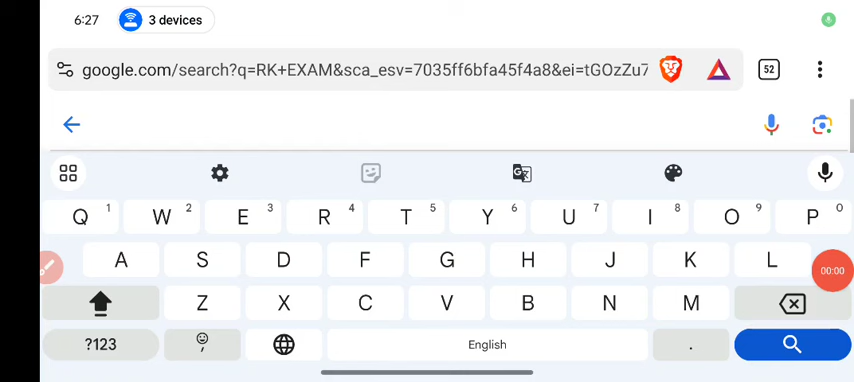 6:27 3 devices
google.com/search?q=RK+EXAM&sca_esv=7035ff6bfa45f4a8&ei=tGOzZu7 52
Q 1 W 2 E 3 R 4 T 5 Y 6 U 7 I 8 O 9 P 0
A S D F G H J K L 00:00
Z X C V B N M
?123 , English .